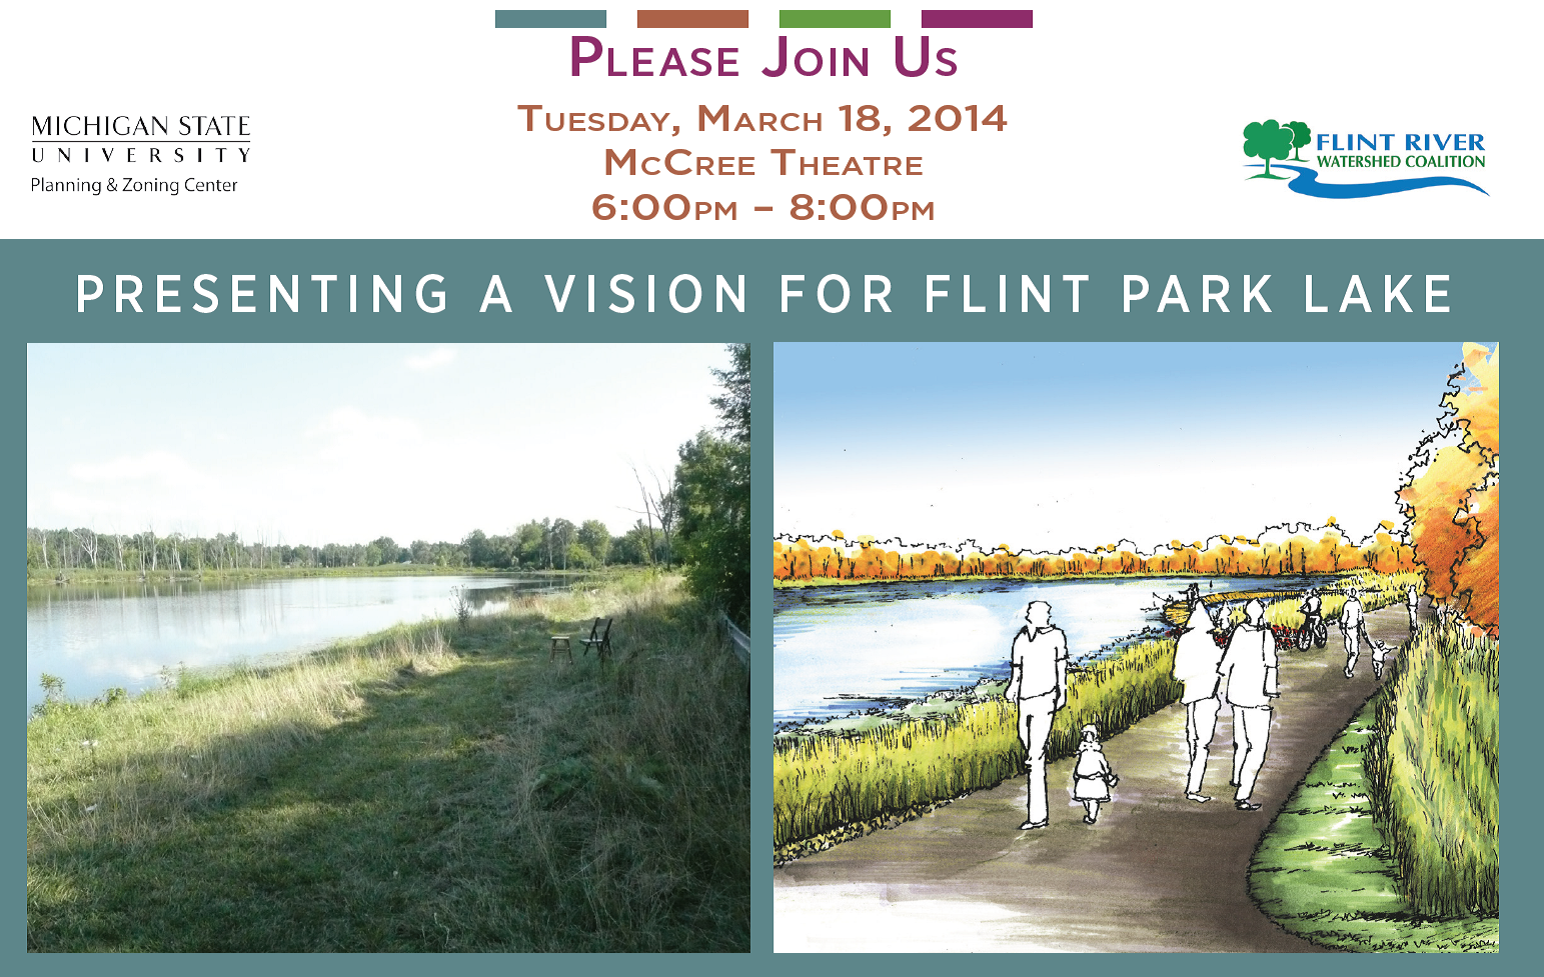 Please Join Us
Tuesday, March 18, 2014
McCree Theatre
6:00pm – 8:00pm
MICHIGAN STATE
UNIVERSITY
Planning & Zoning Center
FLINT RIVER
WATERSHED COALITION
PRESENTING A VISION FOR FLINT PARK LAKE